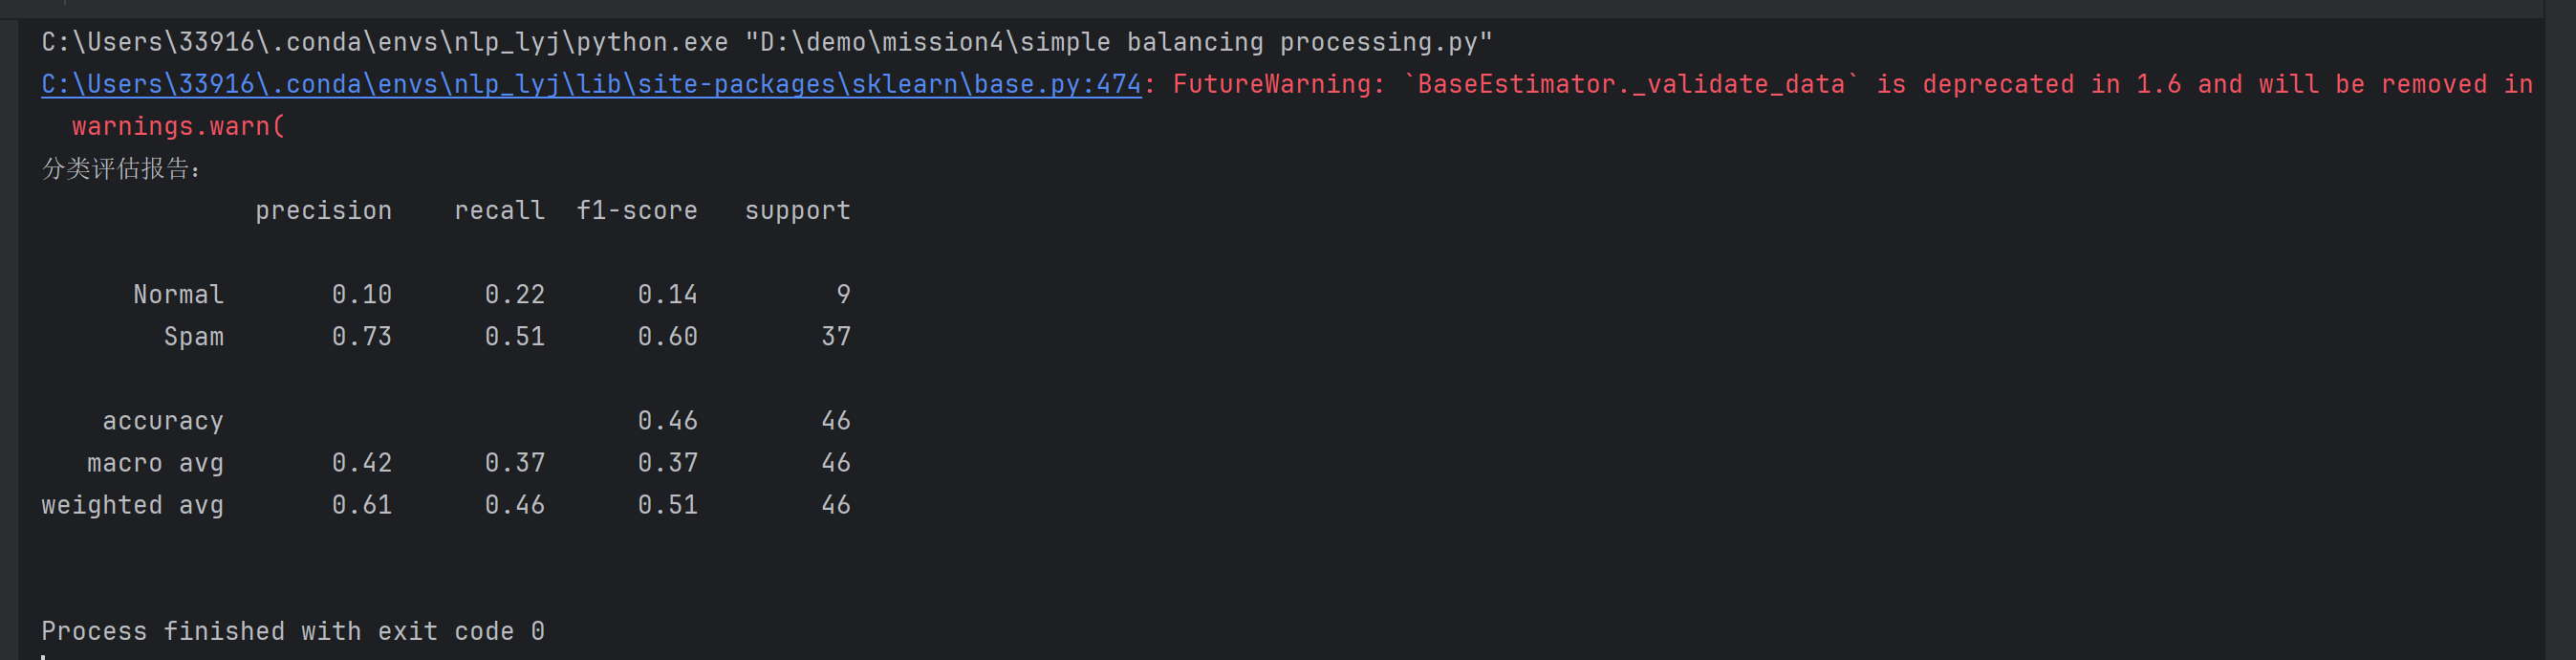 C:\Users\33916\.conda\envs\nlp_lyj\python.exe "D:\demo\mission4\simple balancing processing.py"
C:\Users\33916\.conda\envs\nlp_lyj\lib\site-packages\sklearn\base.py:474: FutureWarning: `BaseEstimator._validate_data` is deprecated in 1.6 and will be removed in
  warnings.warn(
分类评估报告:
              precision    recall  f1-score   support

      Normal       0.10      0.22      0.14         9
        Spam       0.73      0.51      0.60        37

    accuracy                           0.46        46
   macro avg       0.42      0.37      0.37        46
weighted avg       0.61      0.46      0.51        46

Process finished with exit code 0